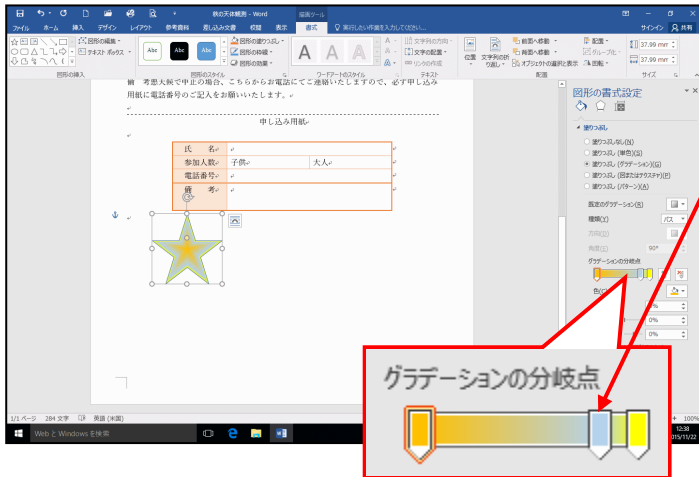 秋の天体観測 - Word
描画ツール
サインイン 共有
ファイル ホーム 挿入 デザイン レイアウト 参考資料 差し込み文書 校閲 表示 書式 実行したい作業を入力してください...
図形の編集
テキスト ボックス
図形の挿入
Abc Abc Abc
図形の塗りつぶし
図形の枠線
図形の効果
図形のスタイル
A A A
ワードアートのスタイル
文字列の方向
文字の配置
リンクの作成
テキスト
位置 文字列の折り返し
前面へ移動
背面へ移動
オブジェクトの選択と表示
配置
グループ化
回転
配置
37.99 mm
37.99 mm
サイズ
備 考悪天候で中止の場合、こちらからお電話にてご連絡いたしますので、必ず申し込み
用紙に電話番号のご記入をお願いいたします。
申し込み用紙
氏 名
参加人数 子供 大人
電話番号
備 考
図形の書式設定
塗りつぶし
塗りつぶしなし(N)
塗りつぶし (単色)(S)
塗りつぶし (グラデーション)(G)
塗りつぶし (図またはテクスチャ)(P)
塗りつぶし (パターン)(A)
既定のグラデーション(R)
種類(Y) パス
方向(D)
角度(E) 90°
グラデーションの分岐点
色(C)
0%
0%
グラデーションの分岐点
1/1 ページ 284 文字 英語 (米国)
100%
Web と Windows を検索
12:38
2015/11/22